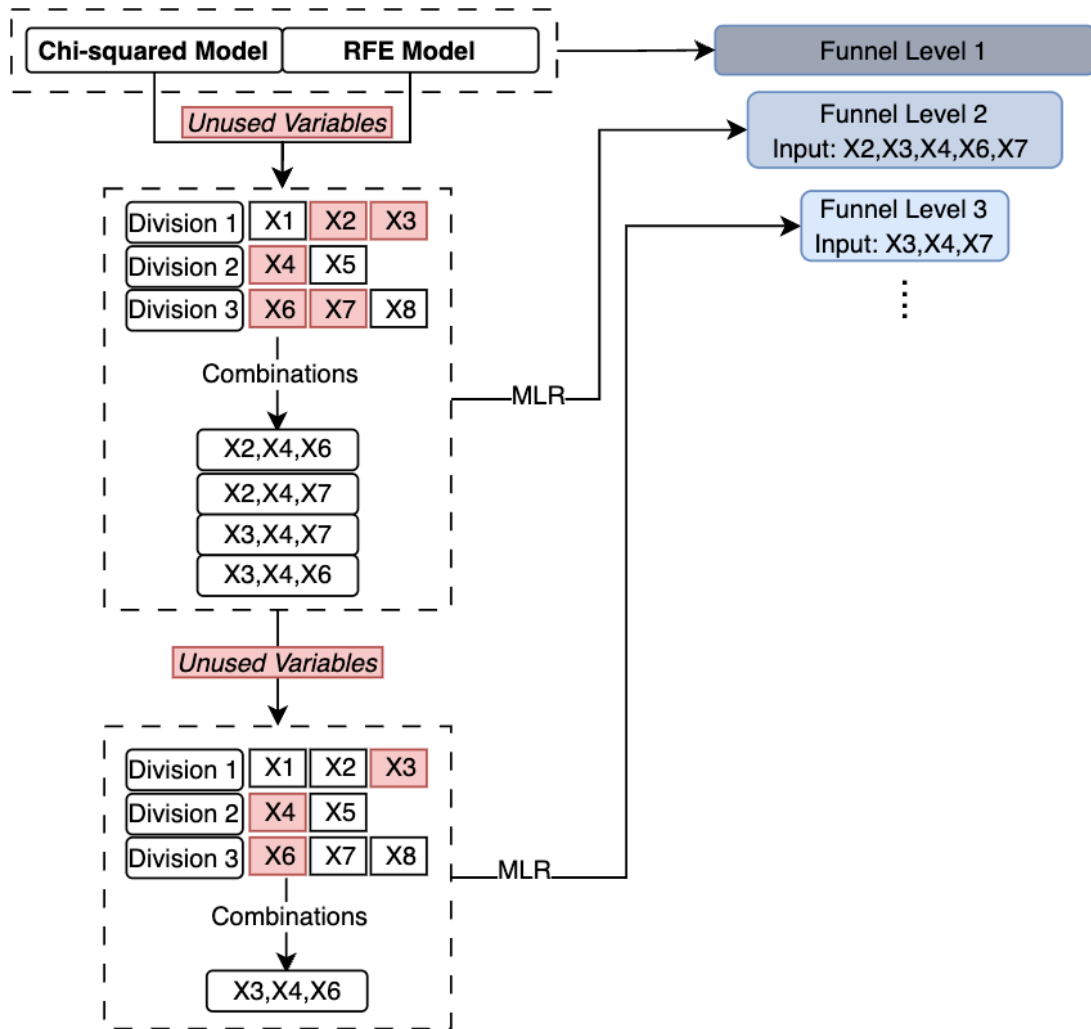 Chi-squared Model
RFE Model
Funnel Level 1
Unused Variables
Funnel Level 2
Input: X2,X3,X4,X6,X7
Division 1
X1
X2
X3
Division 2
X4
X5
Division 3
X6
X7
X8
Funnel Level 3
Input: X3,X4,X7
Combinations
MLR
X2,X4,X6
X2,X4,X7
X3,X4,X7
X3,X4,X6
Unused Variables
Division 1
X1
X2
X3
Division 2
X4
X5
Division 3
X6
X7
X8
MLR
Combinations
X3,X4,X6